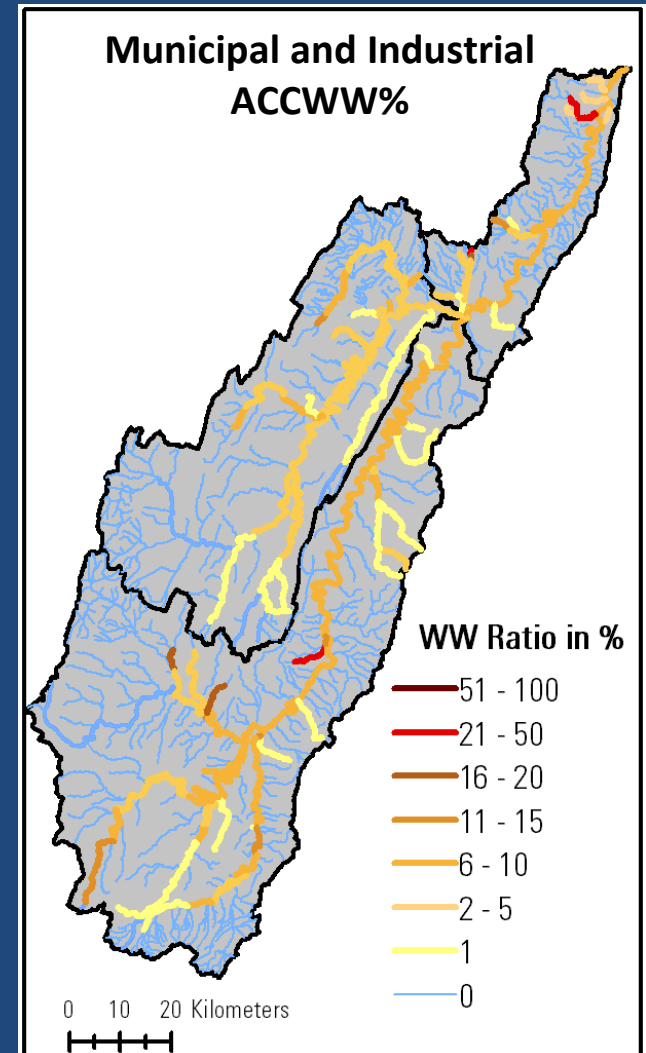 Municipal and Industrial
ACCWW%
WW Ratio in %
51 - 100
21 - 50
16 - 20
11 - 15
6 - 10
2 - 5
1
0
0 10 20 Kilometers